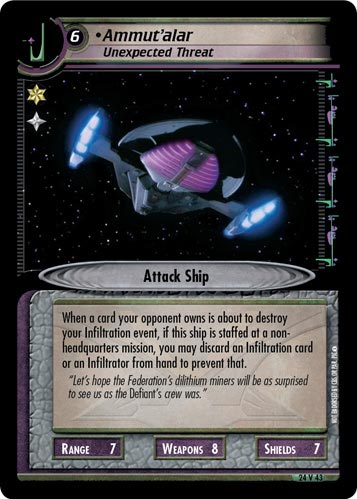 6
•Ammut'alar
Unexpected Threat
Attack Ship
When a card your opponent owns is about to destroy
your Infiltration event, if this ship is staffed at a non-
headquarters mission, you may discard an Infiltration card
or an Infiltrator from hand to prevent that.
"Let's hope the Federation's dilithium miners will be as surprised
to see us as the Defiant's crew was."
RANGE 7 WEAPONS 8 SHIELDS 7
24 V 43